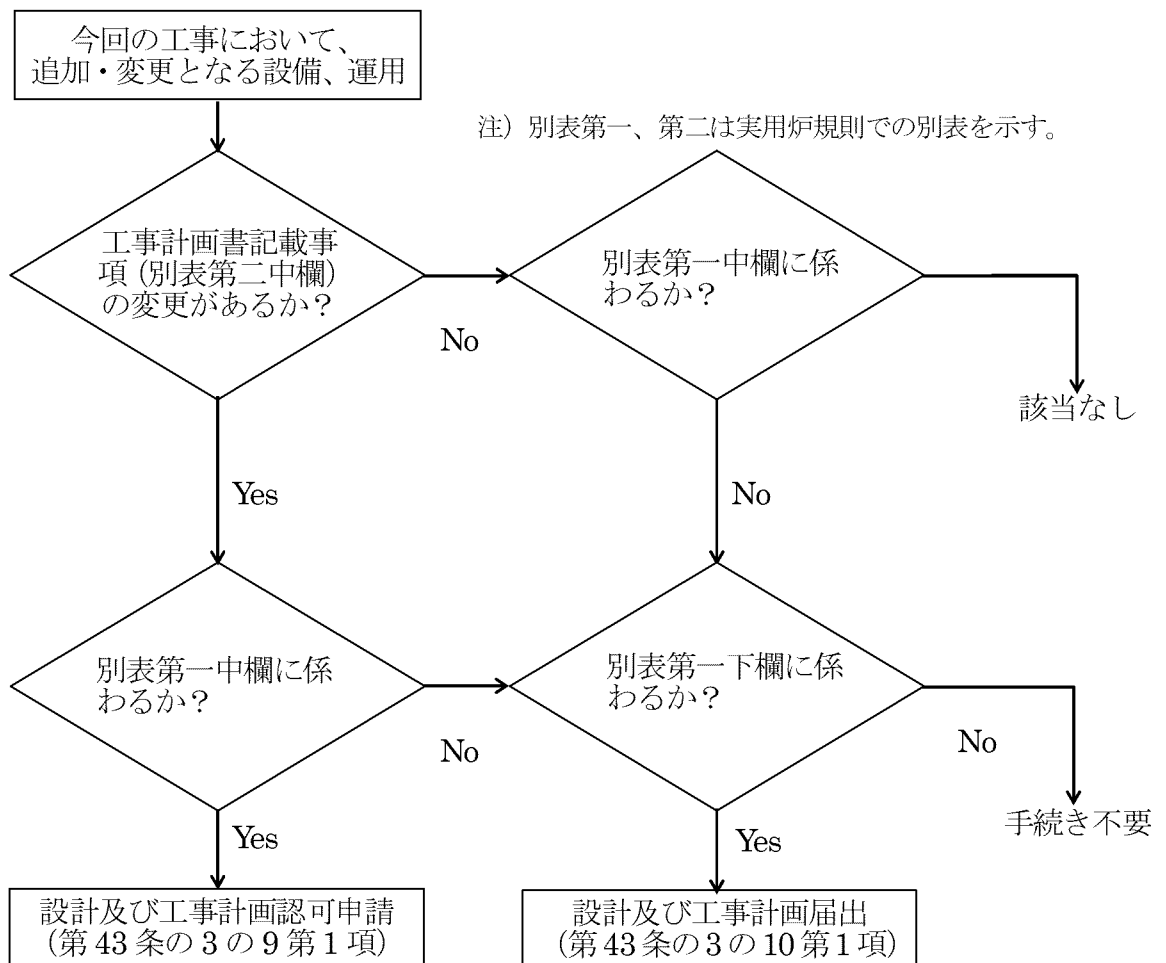 今回の工事において、
追加・変更となる設備、運用
注）別表第一、第二は実用炉規則での別表を示す。
工事計画書記載事
項（別表第二中欄）
の変更があるか？
別表第一中欄に係
わるか？
No
該当なし
Yes
No
別表第一中欄に係
わるか？
別表第一下欄に係
わるか？
No
No
手続き不要
Yes
Yes
設計及び工事計画認可申請
（第 43 条の 3 の 9 第 1 項）
設計及び工事計画届出
（第 43 条の 3 の 10 第 1 項）